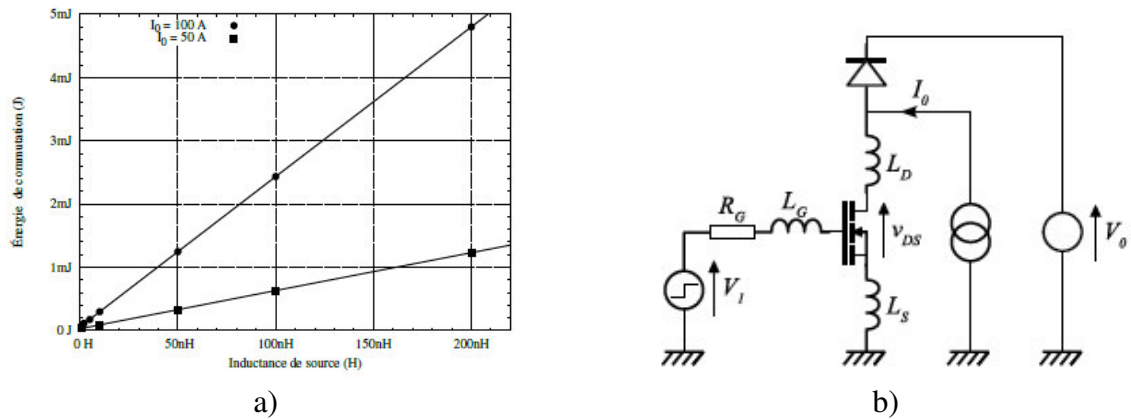 5mJ
I0 = 100 A
I0 = 50 A
4mJ
3mJ
2mJ
1mJ
0 J
Énergie de commutation (J)
0 H
50nH
100nH
150nH
200nH
Inductance de source (H)
a)
I0
LD
RG
LG
vDS
V0
VI
LS
b)